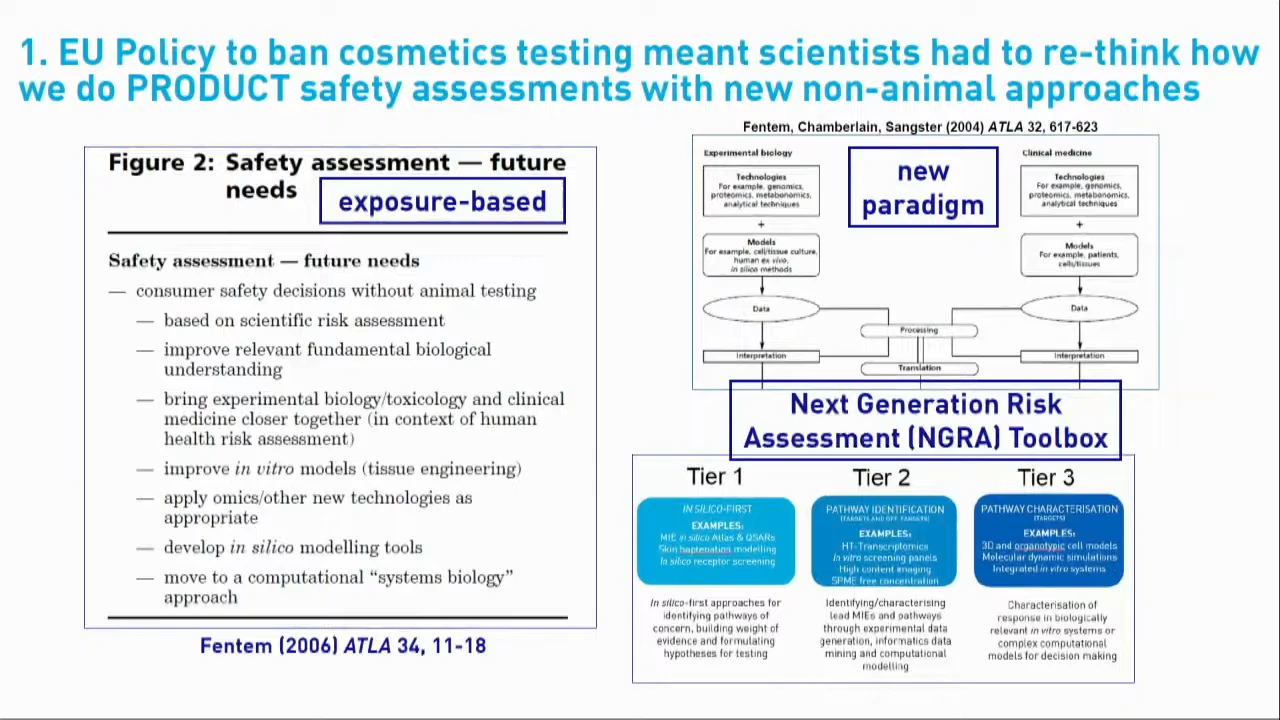 1. EU Policy to ban cosmetics testing meant scientists had to re-think how
we do PRODUCT safety assessments with new non-animal approaches
Figure 2: Safety assessment — future
needs
exposure-based
Safety assessment — future needs
— consumer safety decisions without animal testing
— based on scientific risk assessment
— improve relevant fundamental biological
understanding
— bring experimental biology/toxicology and clinical
medicine closer together (in context of human
health risk assessment)
— improve in vitro models (tissue engineering)
— apply omics/other new technologies as
appropriate
— develop in silico modelling tools
— move to a computational “systems biology”
approach
Fentem (2006) ATLA 34, 11-18
Fentem, Chamberlain, Sangster (2004) ATLA 32, 617-623
Experimental biology
Technologies
For example, genomics,
proteomics, metabonomics,
analytical techniques
+
Models
For example, cell/tissue culture,
human ex vivo,
in silico methods
Data
Interpretation
new
paradigm
Processing
Translation
Clinical medicine
Technologies
For example, genomics,
proteomics, metabonomics,
analytical techniques
+
Models
For example, patients,
cells/tissues
Data
Interpretation
Next Generation Risk
Assessment (NGRA) Toolbox
Tier 1
IN SILICO-FIRST
EXAMPLES:
MIE in silico Atlas & QSARs
Skin haptenation modelling
In silico receptor screening
In silico-first approaches for
identifying pathways of
concern, building weight of
evidence and formulating
hypotheses for testing
Tier 2
PATHWAY IDENTIFICATION
(TARGETS AND OFF TARGETS)
EXAMPLES:
HT-Transcriptomics
In vitro screening panels
High content imaging
SPME free concentration
Identifying/characterising
lead MIEs and pathways
through experimental data
generation, informatics data
mining and computational
modelling
Tier 3
PATHWAY CHARACTERISATION
(TARGETS)
EXAMPLES:
3D and organotypic cell models
Molecular dynamic simulations
Integrated in vitro systems
Characterisation of
response in biologically
relevant in vitro systems or
complex computational
models for decision making